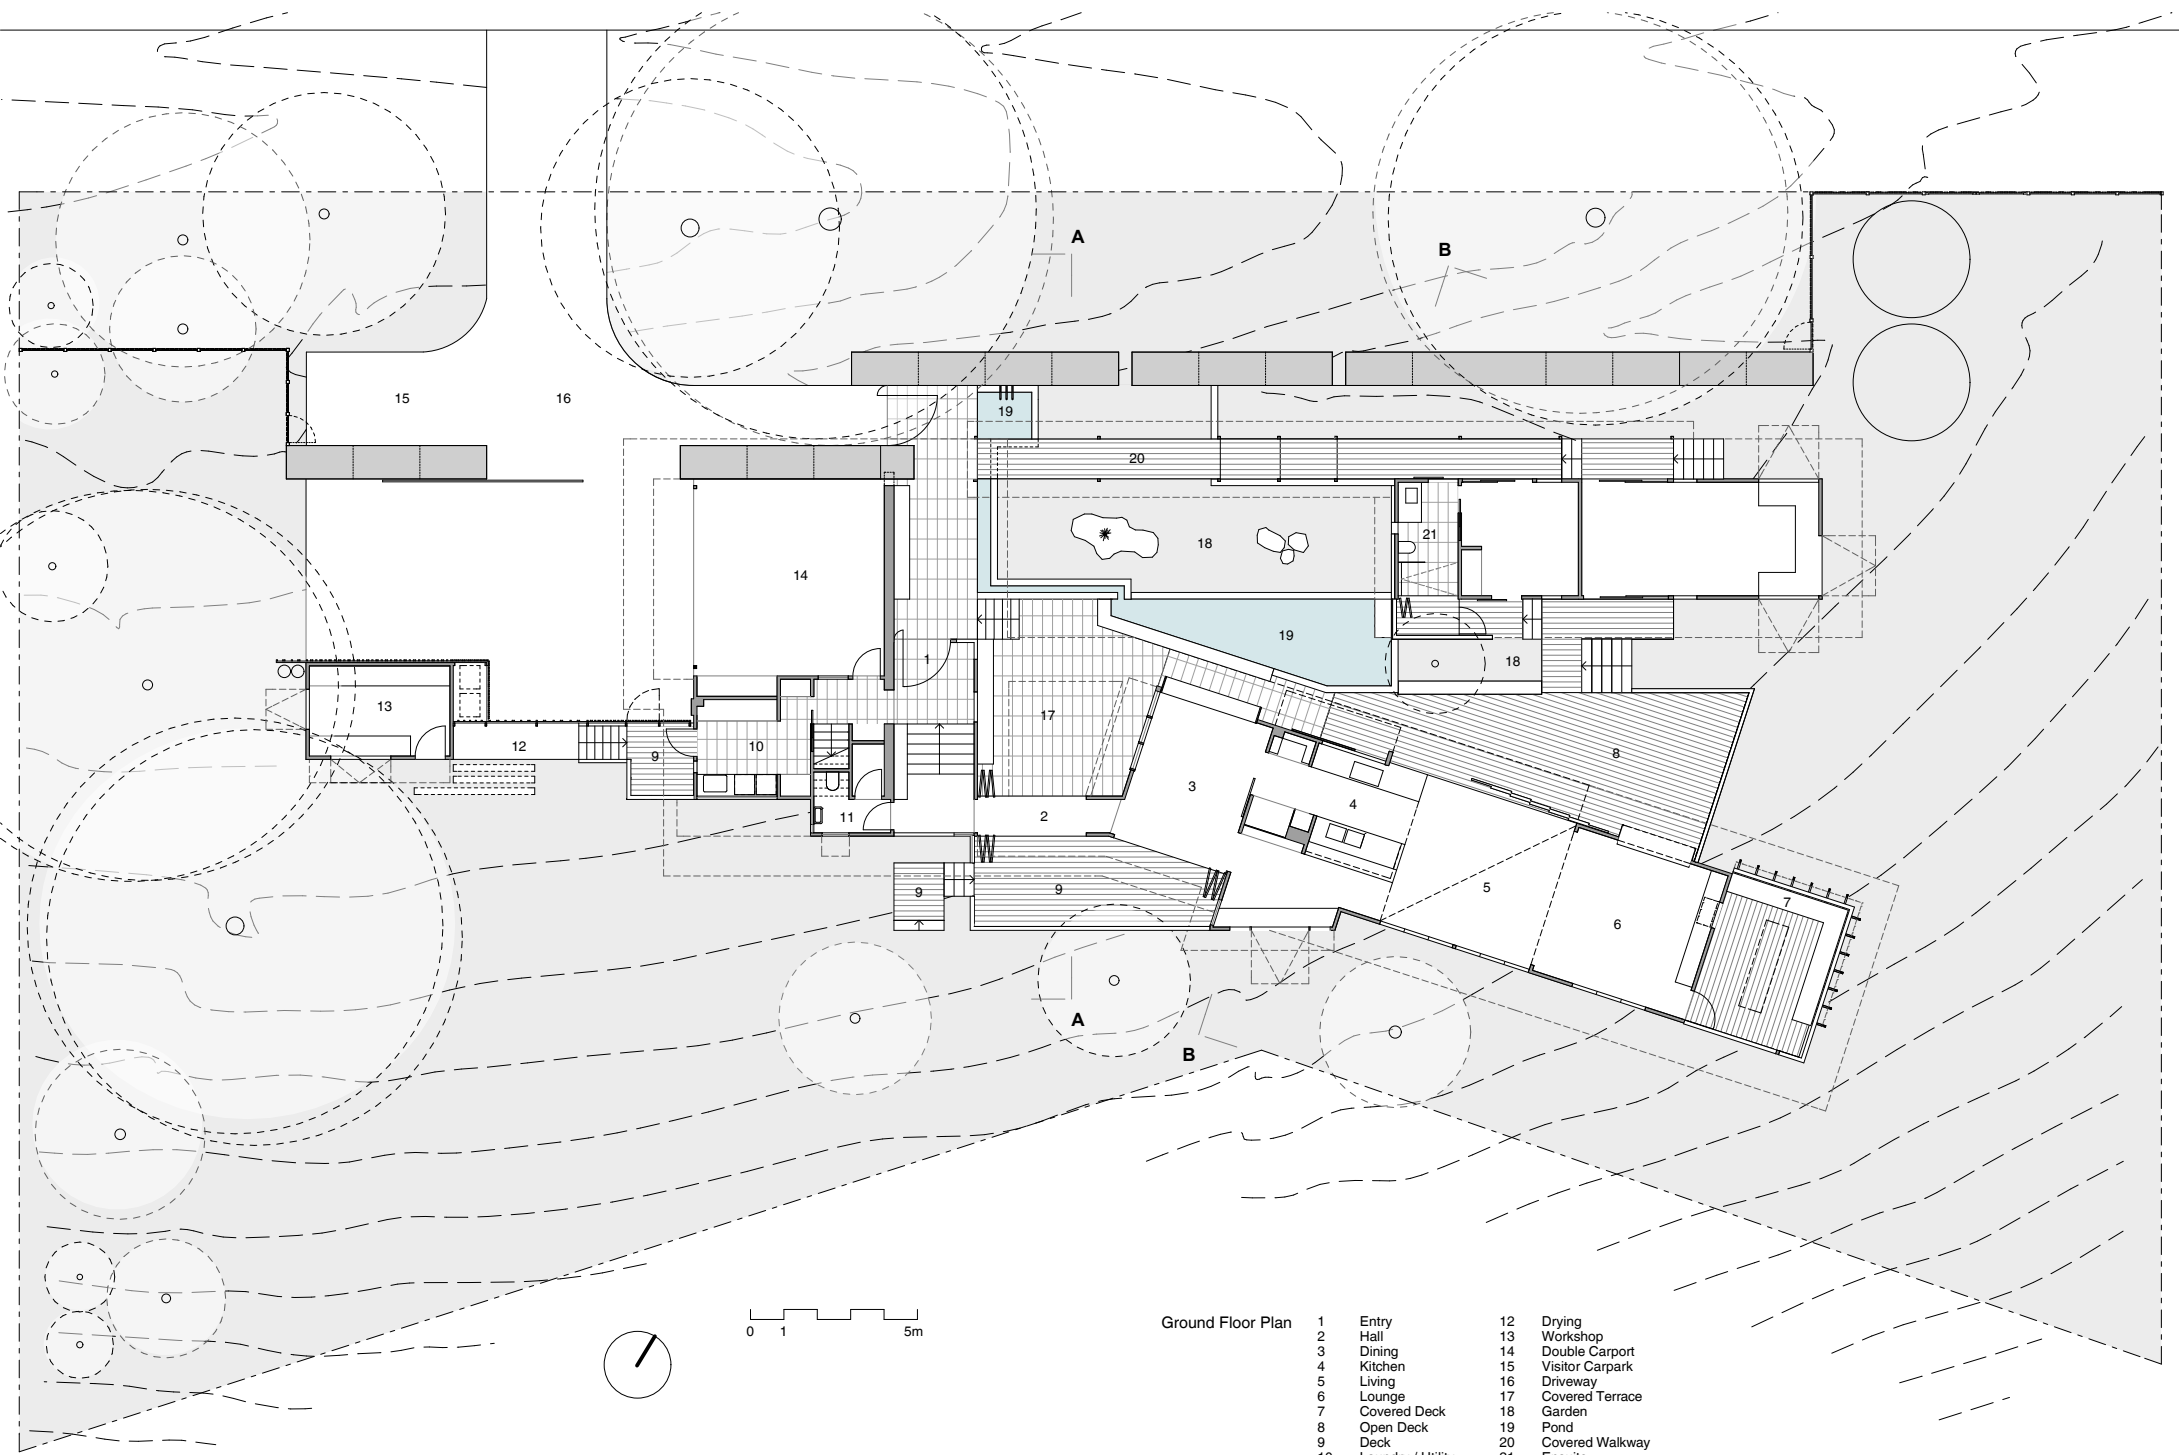 A
B
19
15
16
20
21
18
14
19
1
18
17
13
12
9
10
8
3
4
11
2
5
9
9
7
6
A
B
0 1 5m
Ground Floor Plan
1 Entry
2 Hall
3 Dining
4 Kitchen
5 Living
6 Lounge
7 Covered Deck
8 Open Deck
9 Deck
12 Drying
13 Workshop
14 Double Carport
15 Visitor Carpark
16 Driveway
17 Covered Terrace
18 Garden
19 Pond
20 Covered Walkway